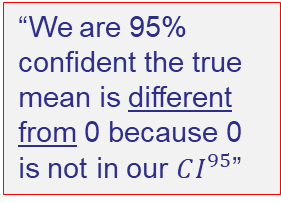 “We are 95%
confident the true
mean is different
from 0 because 0
is not in our 𝐶𝐼⁹⁵”